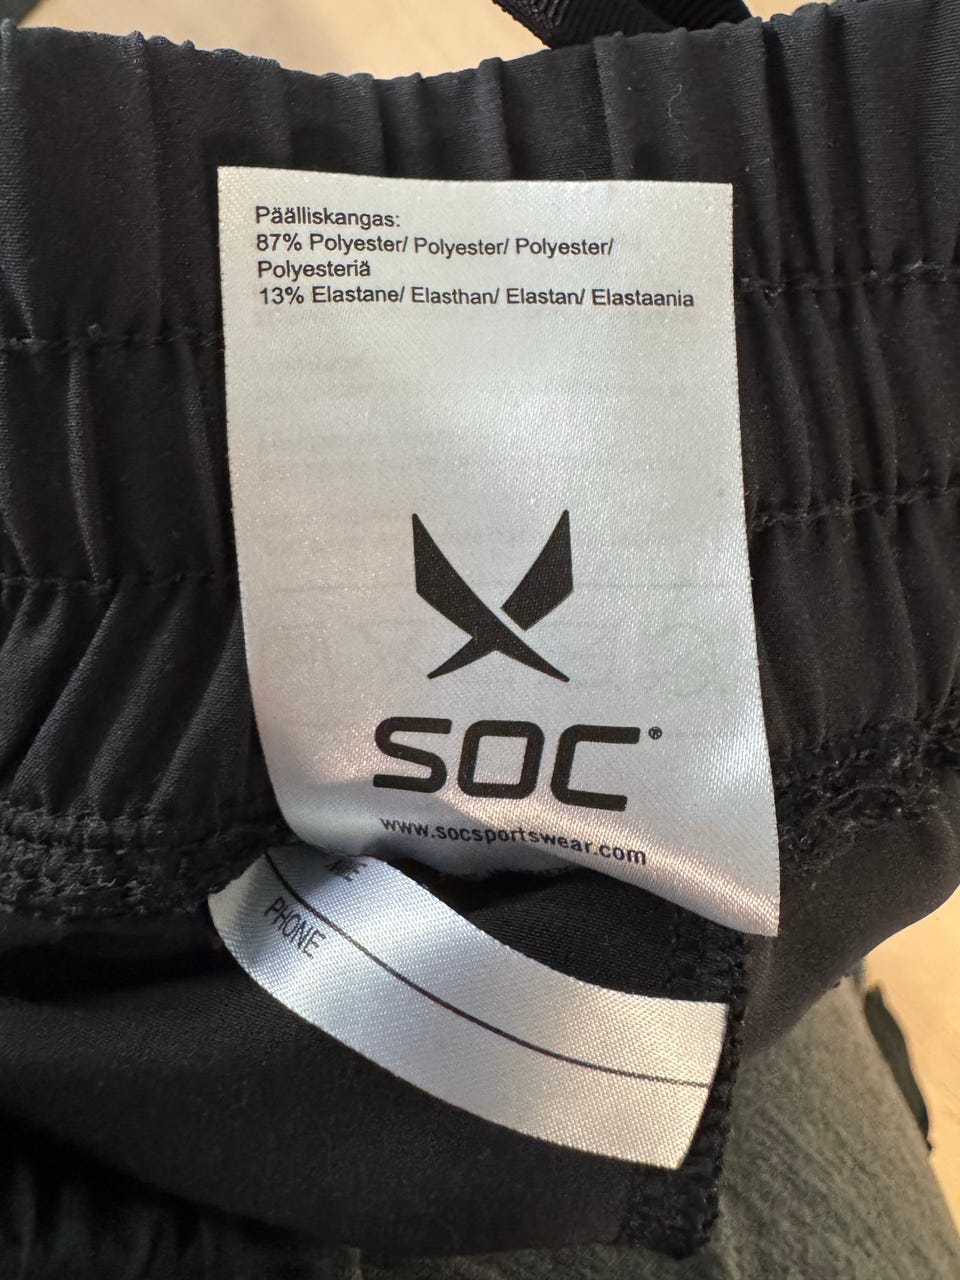 Päälliskangas:
87% Polyester/ Polyester/ Polyester/
Polyesteriä
13% Elastane/ Elasthan/ Elastan/ Elastaania
SOC®
www.socsportswear.com
PHONE